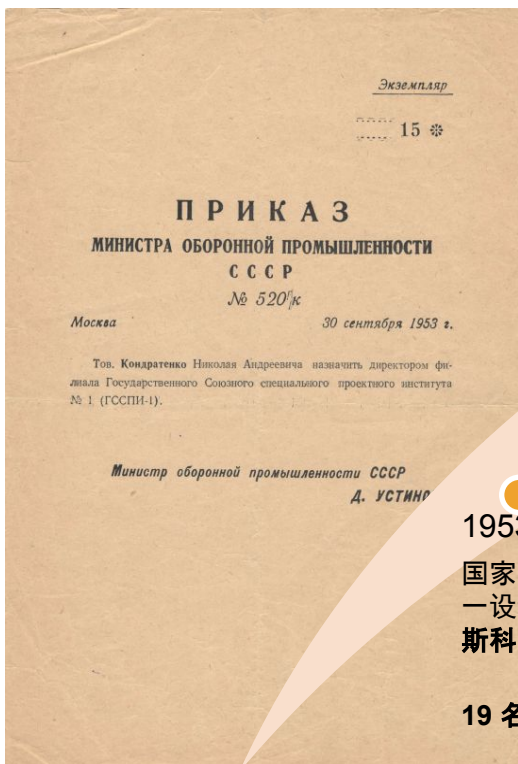 Экземпляр
15 ❊
ПРИКАЗ
МИНИСТРА ОБОРОННОЙ ПРОМЫШЛЕННОСТИ
СССР
№ 520/к
Москва 30 сентября 1953 г.
Тов. Кондратенко Николая Андреевича назначить директором фи-
лиала Государственного Союзного специального проектного института
№ 1 (ГССПИ-1).
Министр оборонной промышленности СССР
Д. УСТИНО
1953
国家
一设
斯科
19 名